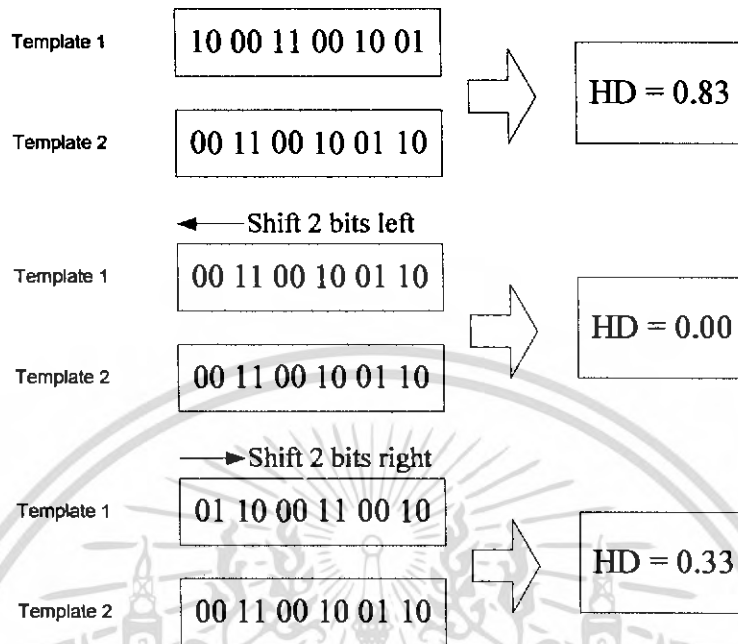 Template 1
10 00 11 00 10 01
HD = 0.83
Template 2
00 11 00 10 01 10
Shift 2 bits left
Template 1
00 11 00 10 01 10
HD = 0.00
Template 2
00 11 00 10 01 10
Shift 2 bits right
Template 1
01 10 00 11 00 10
HD = 0.33
Template 2
00 11 00 10 01 10